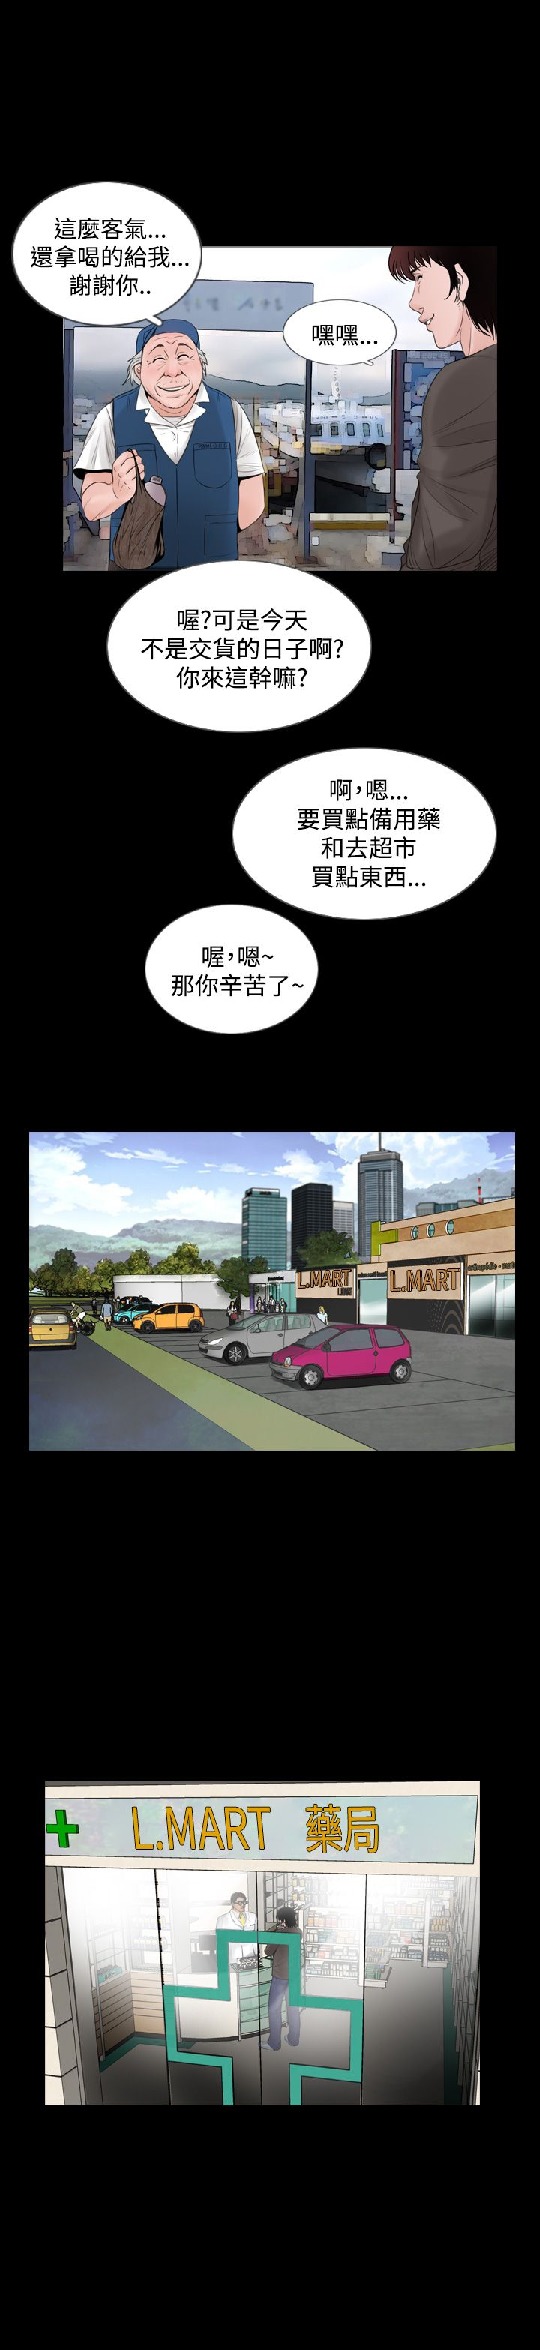 這麼客氣...
還拿喝的給我...
謝謝你..
嘿嘿...
喔?可是今天
不是交貨的日子啊?
你來這幹嘛?
啊,嗯...
要買點備用藥
和去超市
買點東西...
喔,嗯~
那你辛苦了~
L.MART
L.MART
L.MART 藥局